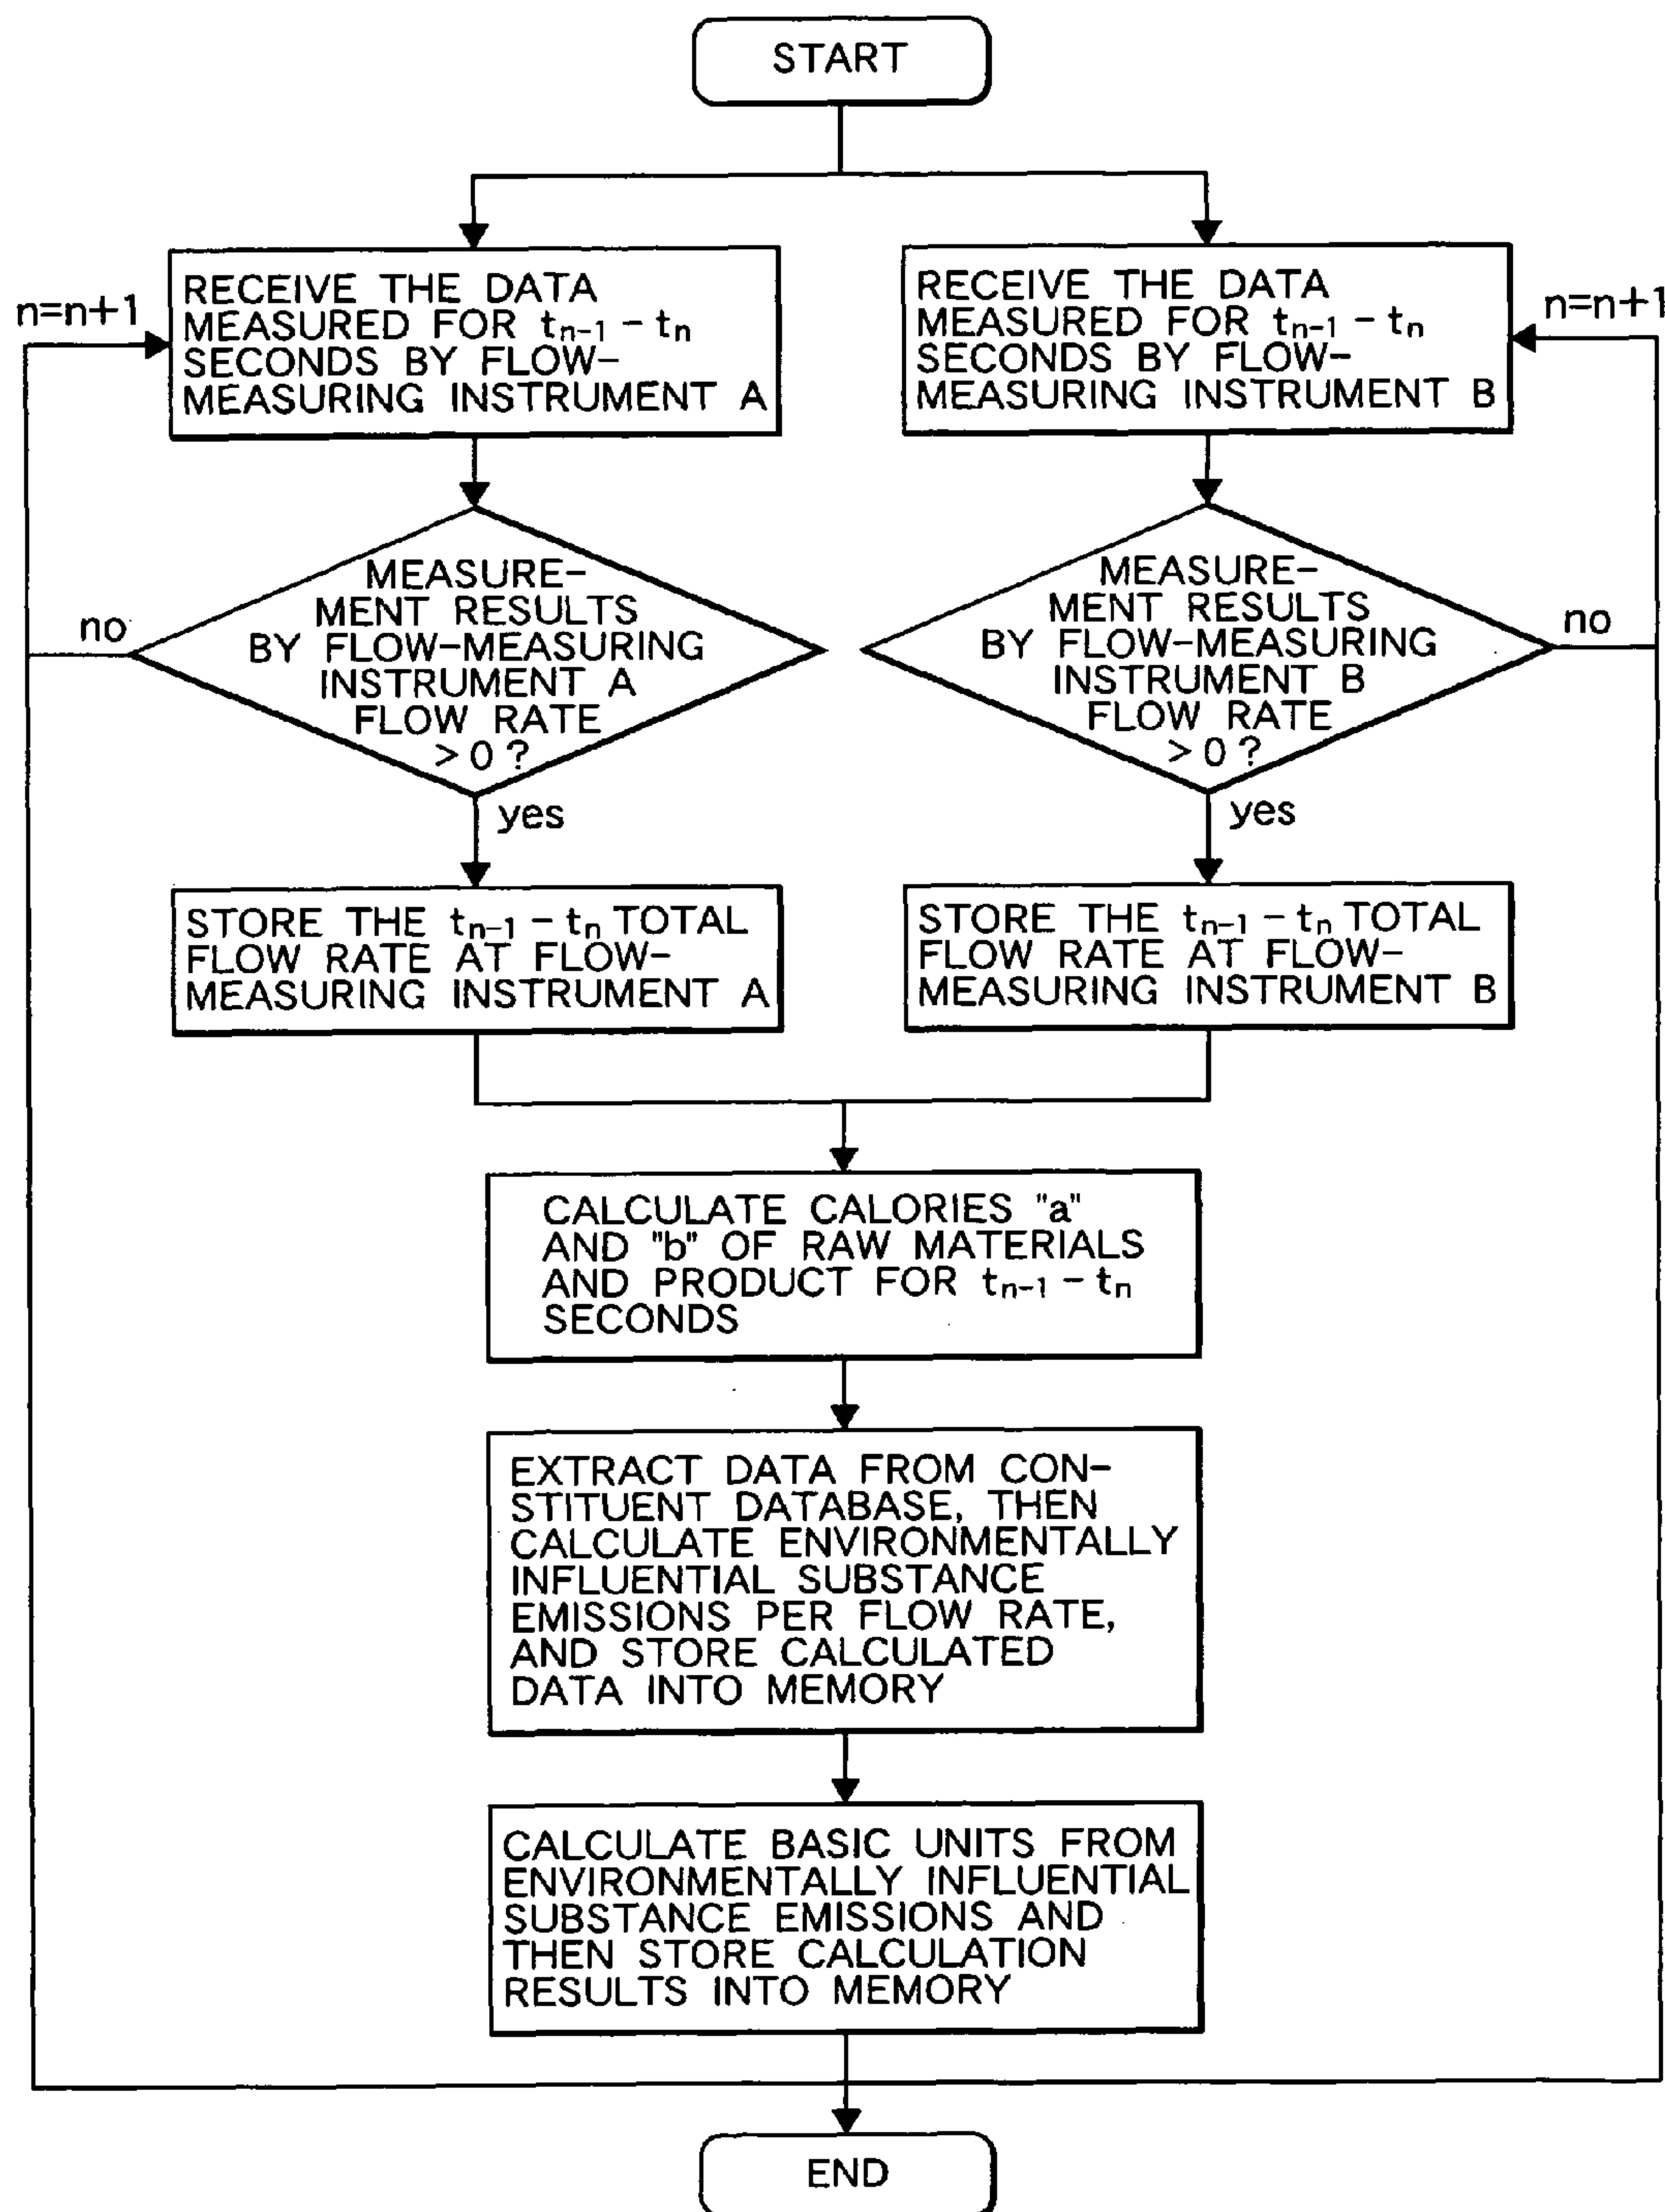 START
n=n+1
RECEIVE THE DATA
MEASURED FOR tn-1 - tn
SECONDS BY FLOW-
MEASURING INSTRUMENT A
RECEIVE THE DATA
MEASURED FOR tn-1 - tn
SECONDS BY FLOW-
MEASURING INSTRUMENT B
n=n+1
no
MEASURE-
MENT RESULTS
BY FLOW-MEASURING
INSTRUMENT A
FLOW RATE
> 0 ?
yes
MEASURE-
MENT RESULTS
BY FLOW-MEASURING
INSTRUMENT B
FLOW RATE
> 0 ?
no
yes
STORE THE tn-1 - tn TOTAL
FLOW RATE AT FLOW-
MEASURING INSTRUMENT A
STORE THE tn-1 - tn TOTAL
FLOW RATE AT FLOW-
MEASURING INSTRUMENT B
CALCULATE CALORIES "a"
AND "b" OF RAW MATERIALS
AND PRODUCT FOR tn-1 - tn
SECONDS
EXTRACT DATA FROM CON-
STITUENT DATABASE, THEN
CALCULATE ENVIRONMENTALLY
INFLUENTIAL SUBSTANCE
EMISSIONS PER FLOW RATE,
AND STORE CALCULATED
DATA INTO MEMORY
CALCULATE BASIC UNITS FROM
ENVIRONMENTALLY INFLUENTIAL
SUBSTANCE EMISSIONS AND
THEN STORE CALCULATION
RESULTS INTO MEMORY
END